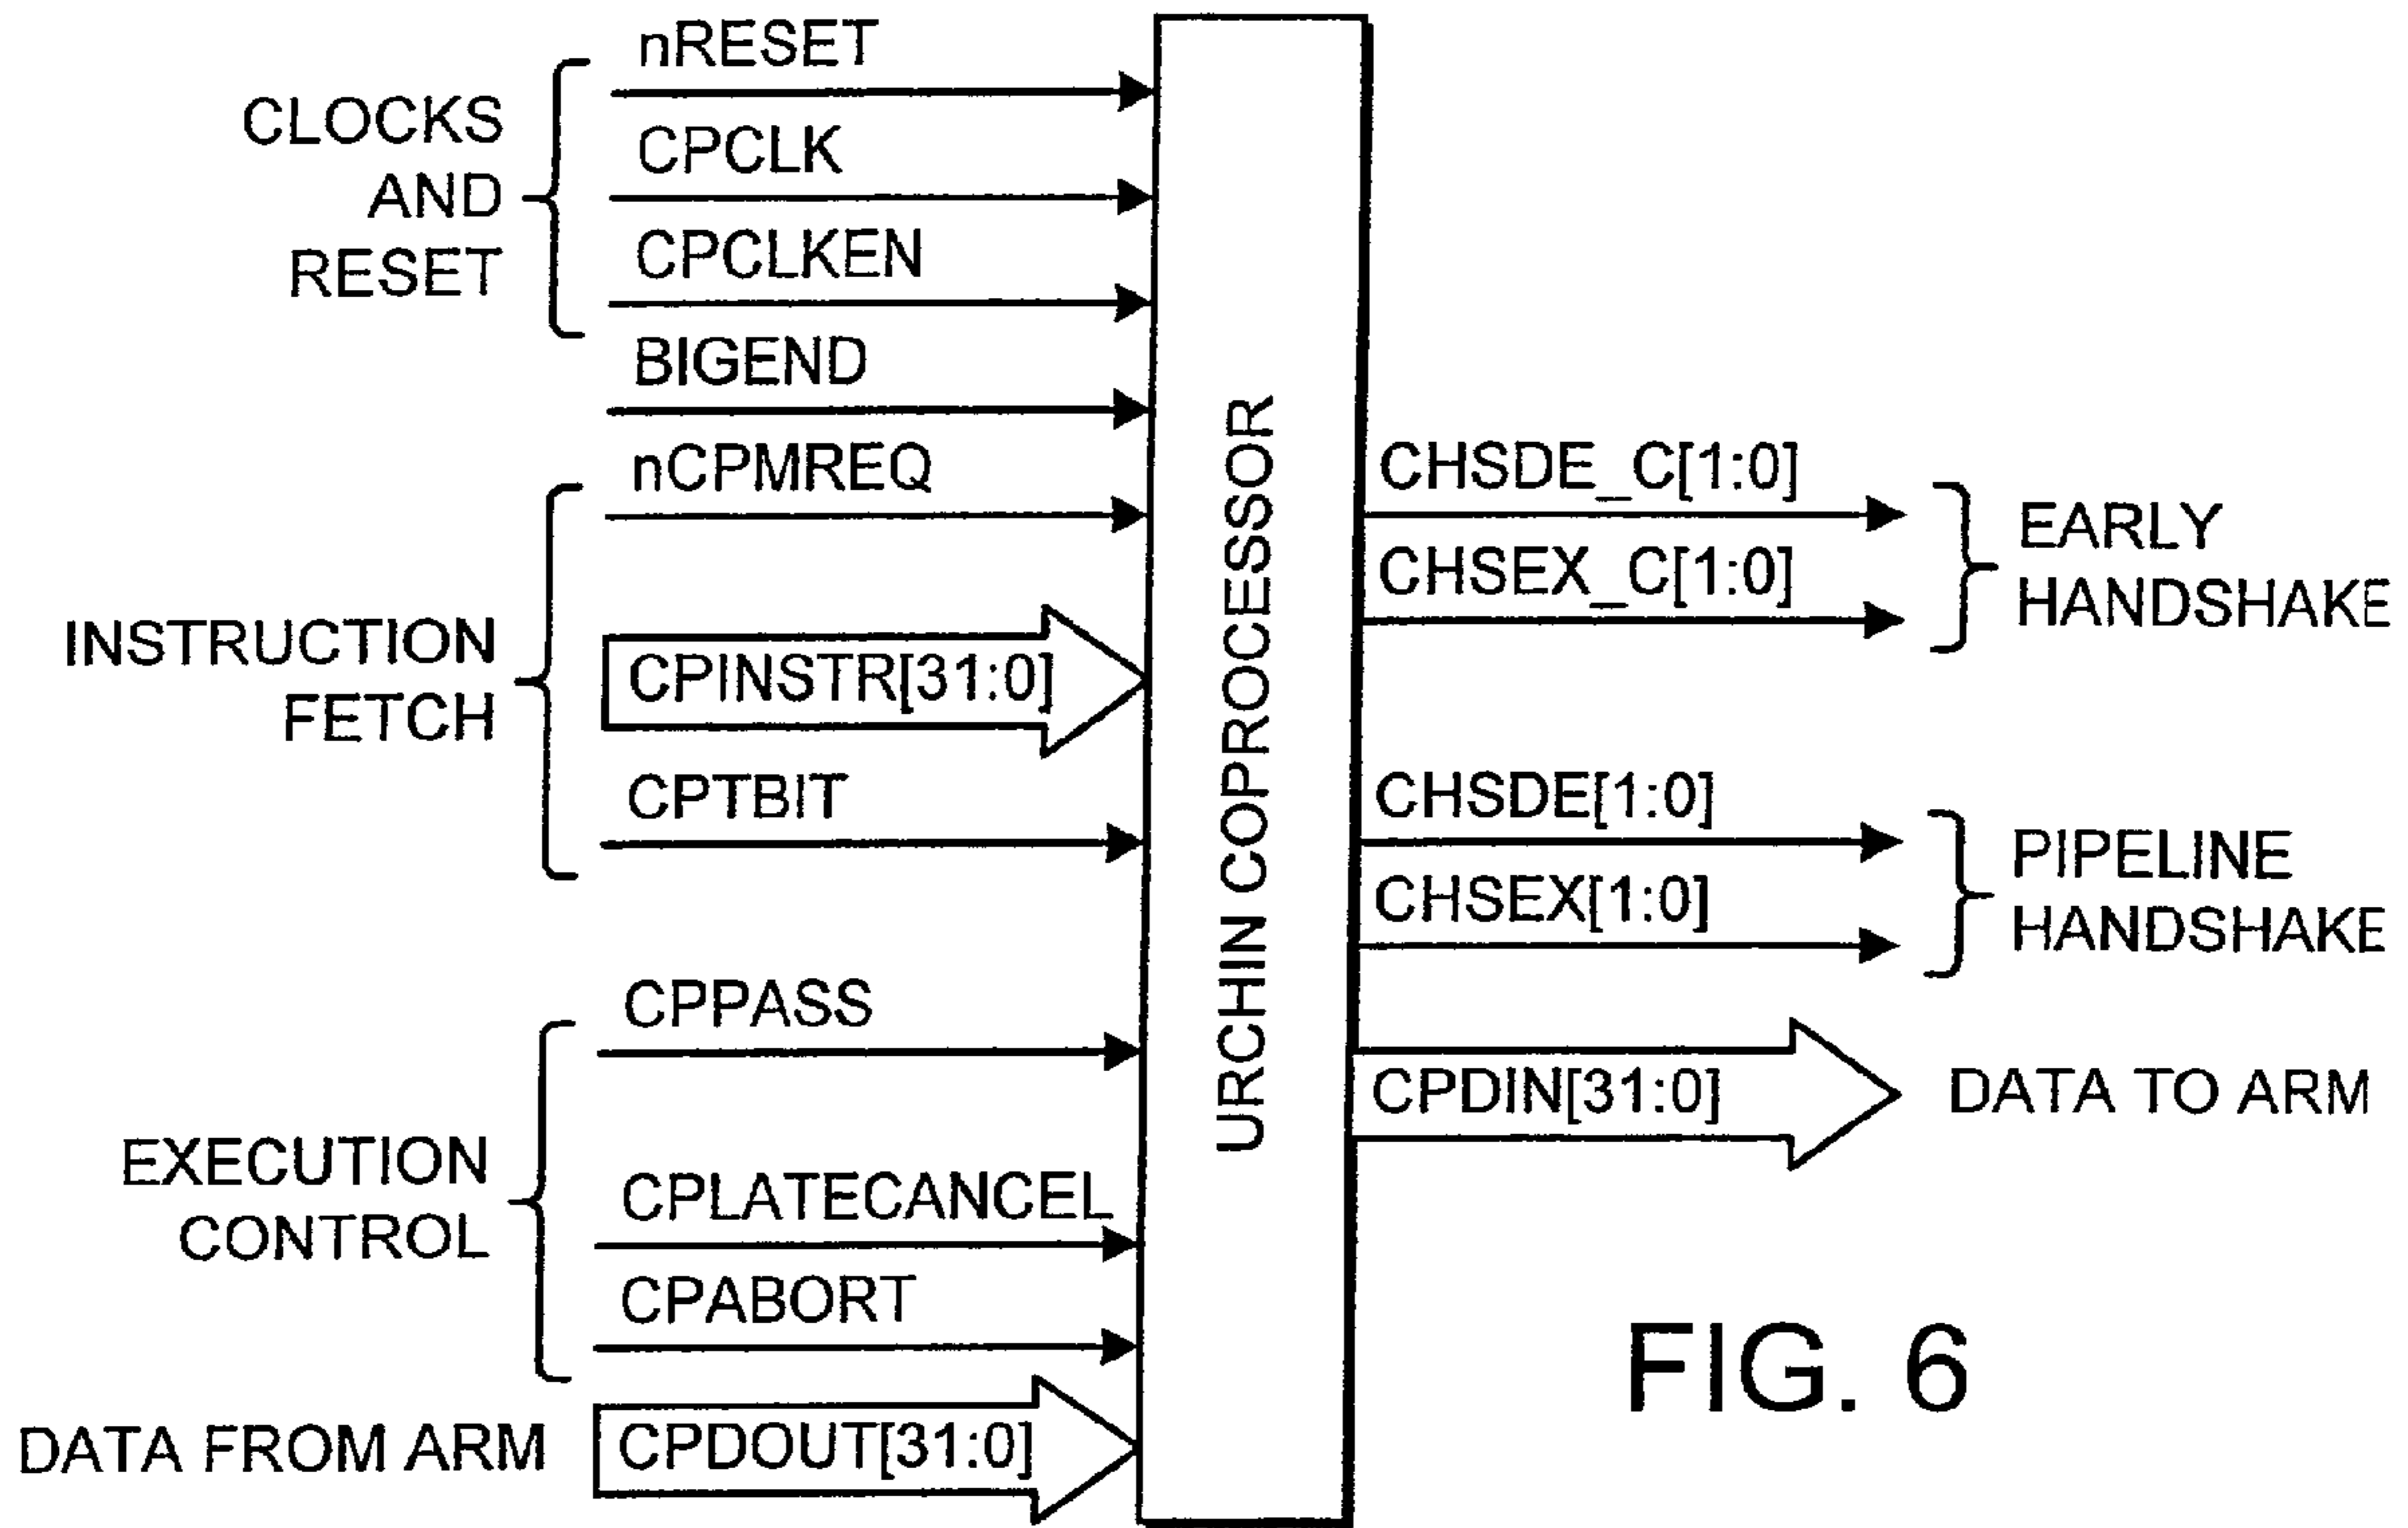 nRESET
CLOCKS
AND
RESET
CPCLK
CPCLKEN
BIGEND
nCPMREQ
INSTRUCTION
FETCH
CPINSTR[31:0]
CPTBIT
CPPASS
EXECUTION
CONTROL
CPLATECANCEL
CPABORT
DATA FROM ARM
CPDOUT[31:0]
URCHIN COPROCESSOR
CHSDE_C[1:0]
CHSEX_C[1:0]
EARLY
HANDSHAKE
CHSDE[1:0]
CHSEX[1:0]
PIPELINE
HANDSHAKE
CPDIN[31:0]
DATA TO ARM
FIG. 6